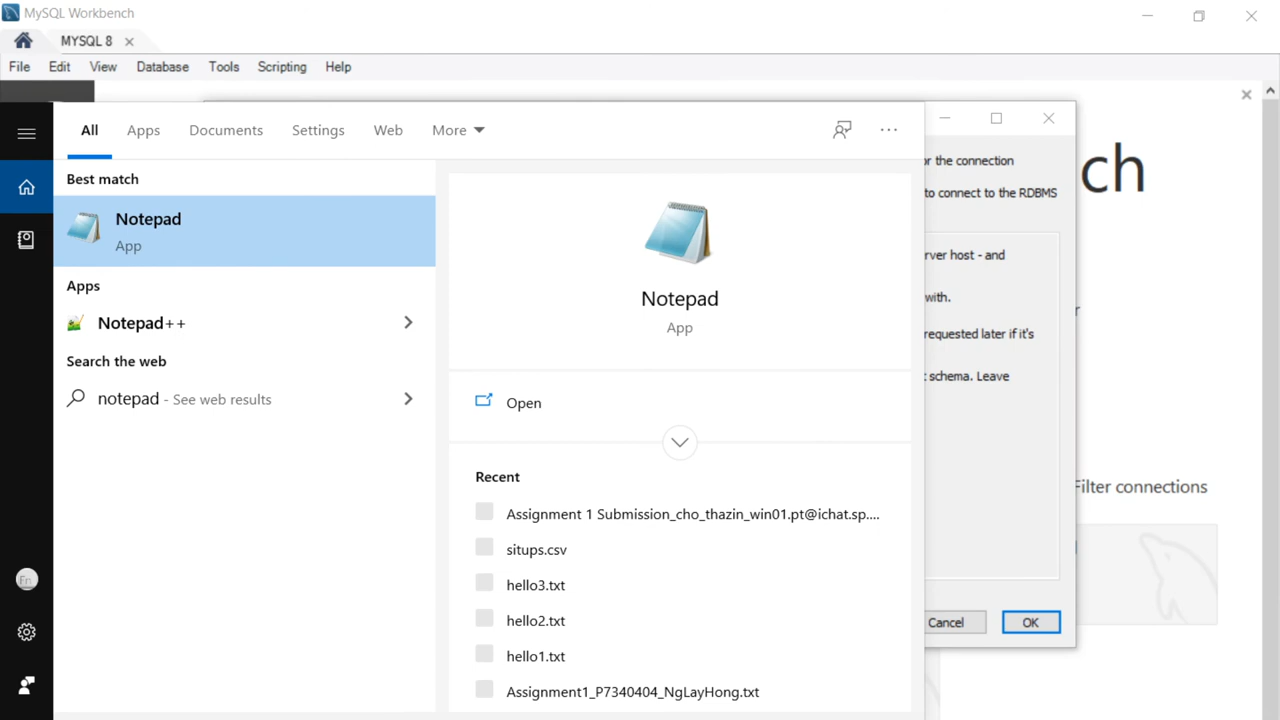 MySQL Workbench
MYSQL 8
File Edit View Database Tools Scripting Help
All Apps Documents Settings Web More
Best match
Notepad
App
Apps
Notepad++
Search the web
notepad - See web results
Notepad
App
Open
Recent
Assignment 1 Submission_cho_thazin_win01.pt@ichat.sp....
situps.csv
hello3.txt
hello2.txt
hello1.txt
Assignment1_P7340404_NgLayHong.txt
Fn
or the connection
to connect to the RDBMS
rver host - and
with.
requested later if it's
t schema. Leave
Cancel OK
ch
r
Filter connections